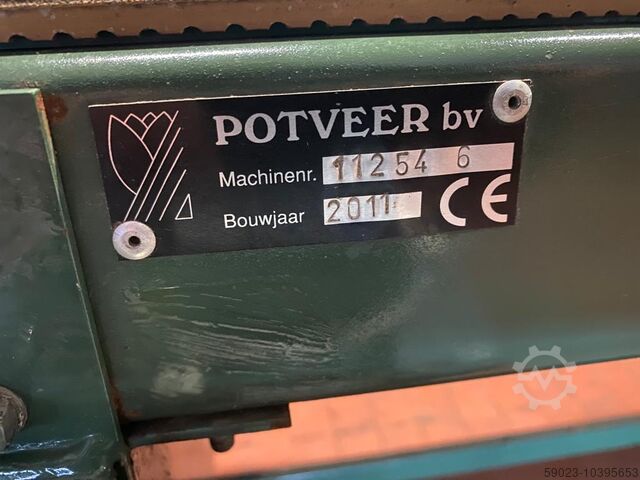 POTVEER bv
Machinenr. 11254 6
Bouwjaar 2011
CE
59023-10395653